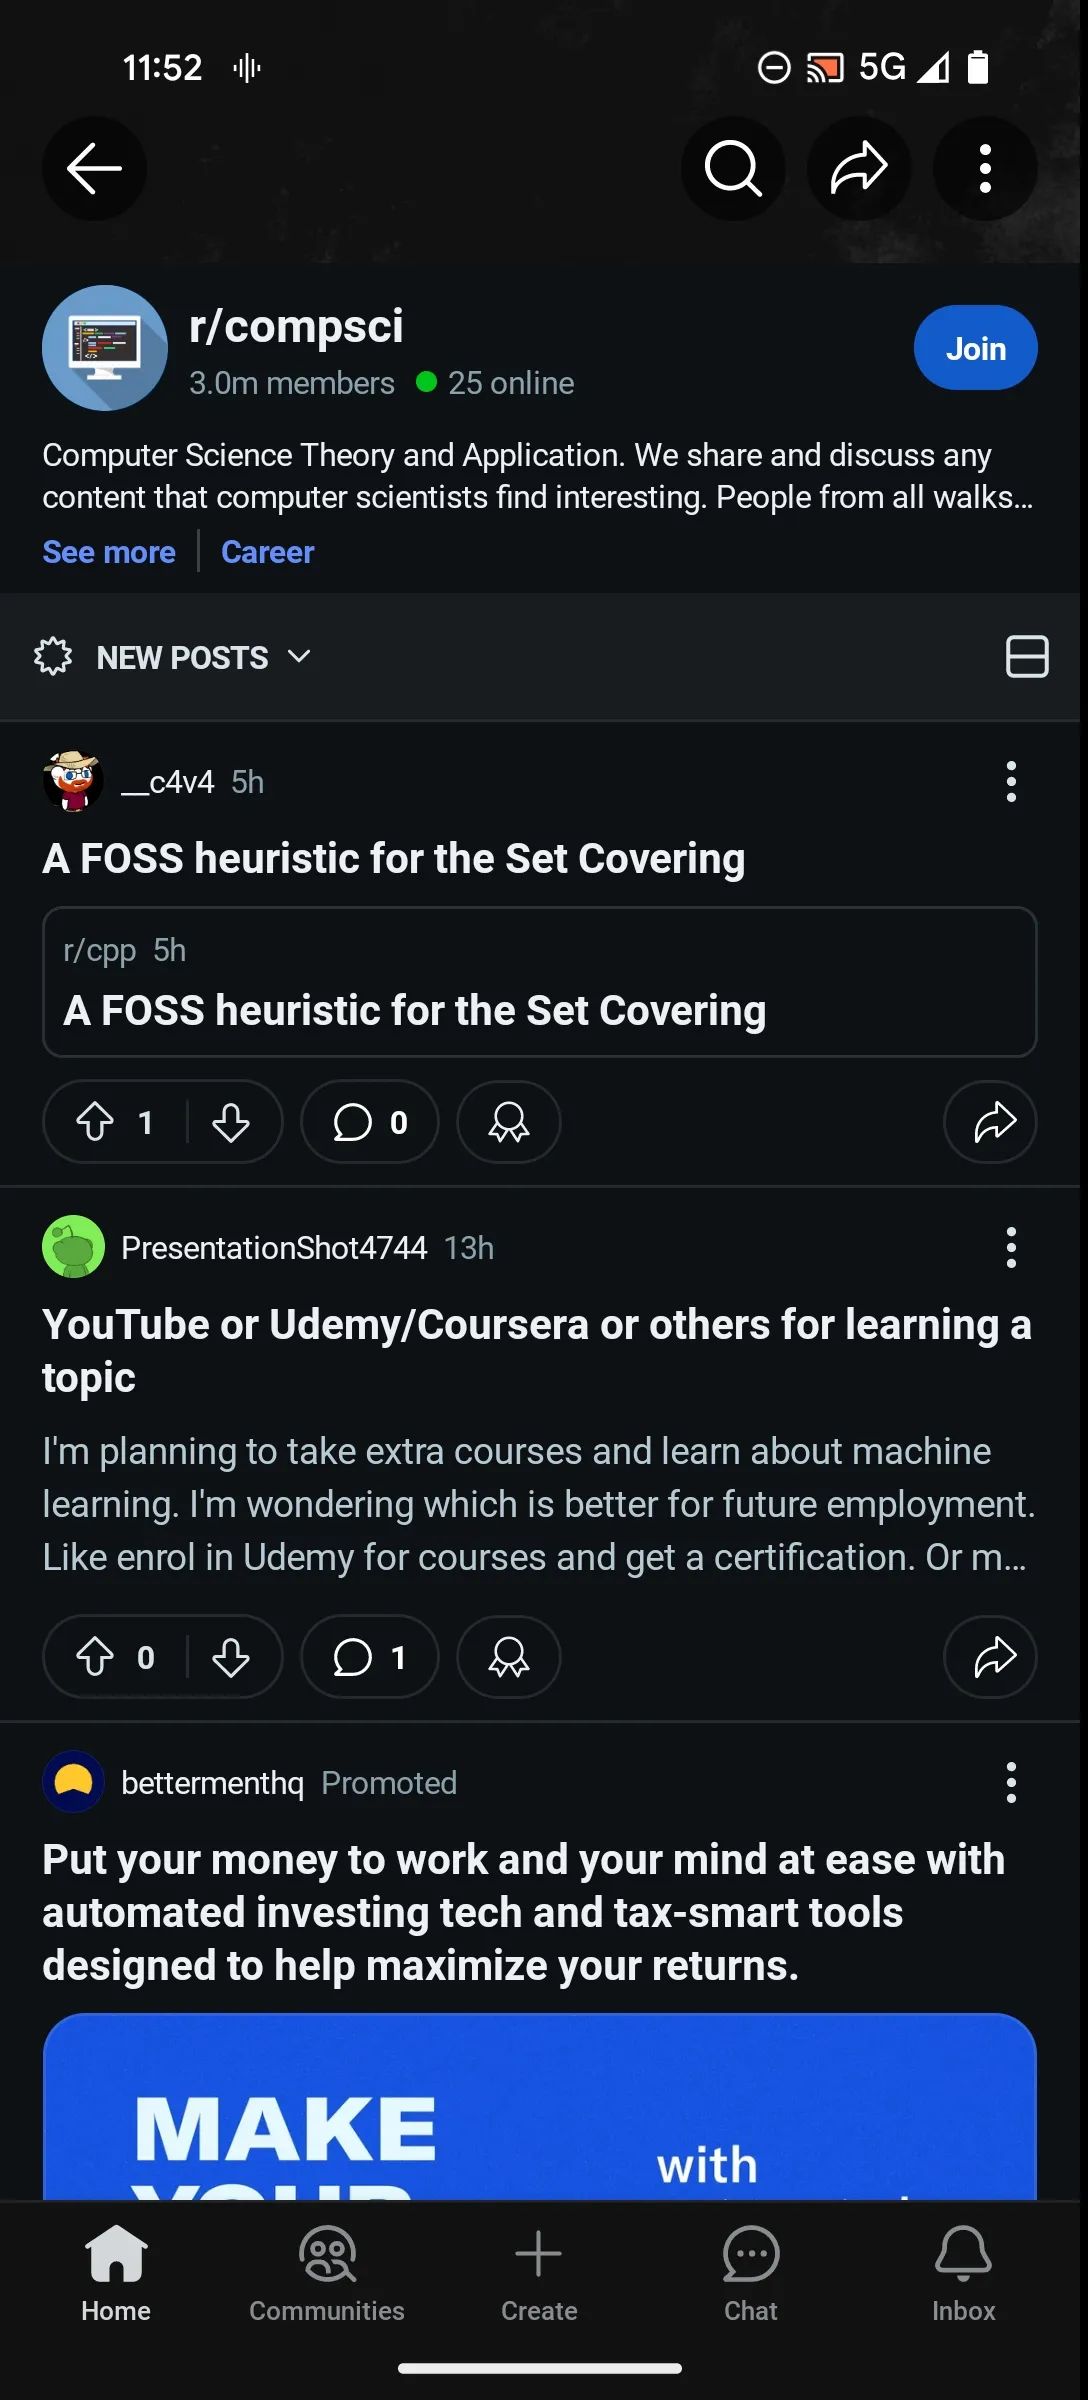 11:52
5G
r/compsci
3.0m members 25 online
Join
Computer Science Theory and Application. We share and discuss any
content that computer scientists find interesting. People from all walks...
See more
Career
NEW POSTS
__c4v4 5h
A FOSS heuristic for the Set Covering
r/cpp 5h
A FOSS heuristic for the Set Covering
1
0
PresentationShot4744 13h
YouTube or Udemy/Coursera or others for learning a
topic
I'm planning to take extra courses and learn about machine
learning. I'm wondering which is better for future employment.
Like enrol in Udemy for courses and get a certification. Or m...
0
1
bettermenthq Promoted
Put your money to work and your mind at ease with
automated investing tech and tax-smart tools
designed to help maximize your returns.
MAKE
YOUR
with
Home
Communities
Create
Chat
Inbox